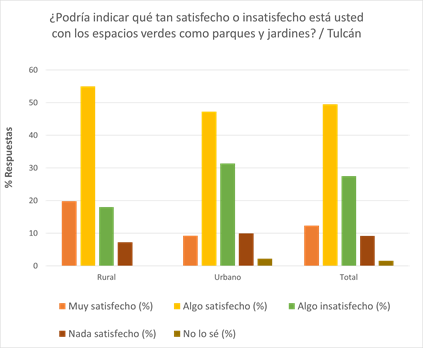 ¿Podría indicar qué tan satisfecho o insatisfecho está usted
con los espacios verdes como parques y jardines? / Tulcán
60
50
40
30
20
10
0
% Respuestas
Rural
Urbano
Total
Muy satisfecho (%)
Algo satisfecho (%)
Algo insatisfecho (%)
Nada satisfecho (%)
No lo sé (%)